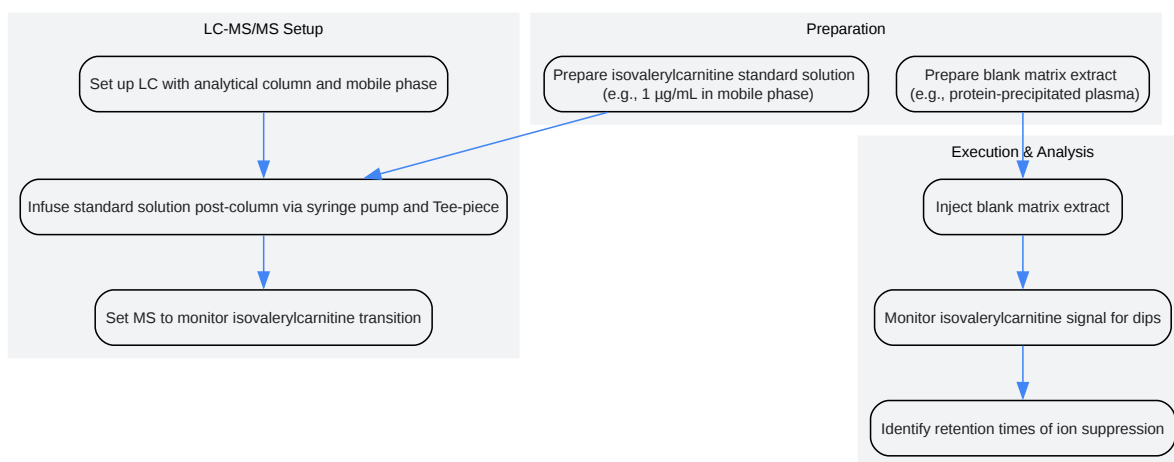 LC-MS/MS Setup
Set up LC with analytical column and mobile phase
Infuse standard solution post-column via syringe pump and Tee-piece
Set MS to monitor isovalerylcarnitine transition
Preparation
Prepare isovalerylcarnitine standard solution
(e.g., 1 µg/mL in mobile phase)
Prepare blank matrix extract
(e.g., protein-precipitated plasma)
Execution & Analysis
Inject blank matrix extract
Monitor isovalerylcarnitine signal for dips
Identify retention times of ion suppression